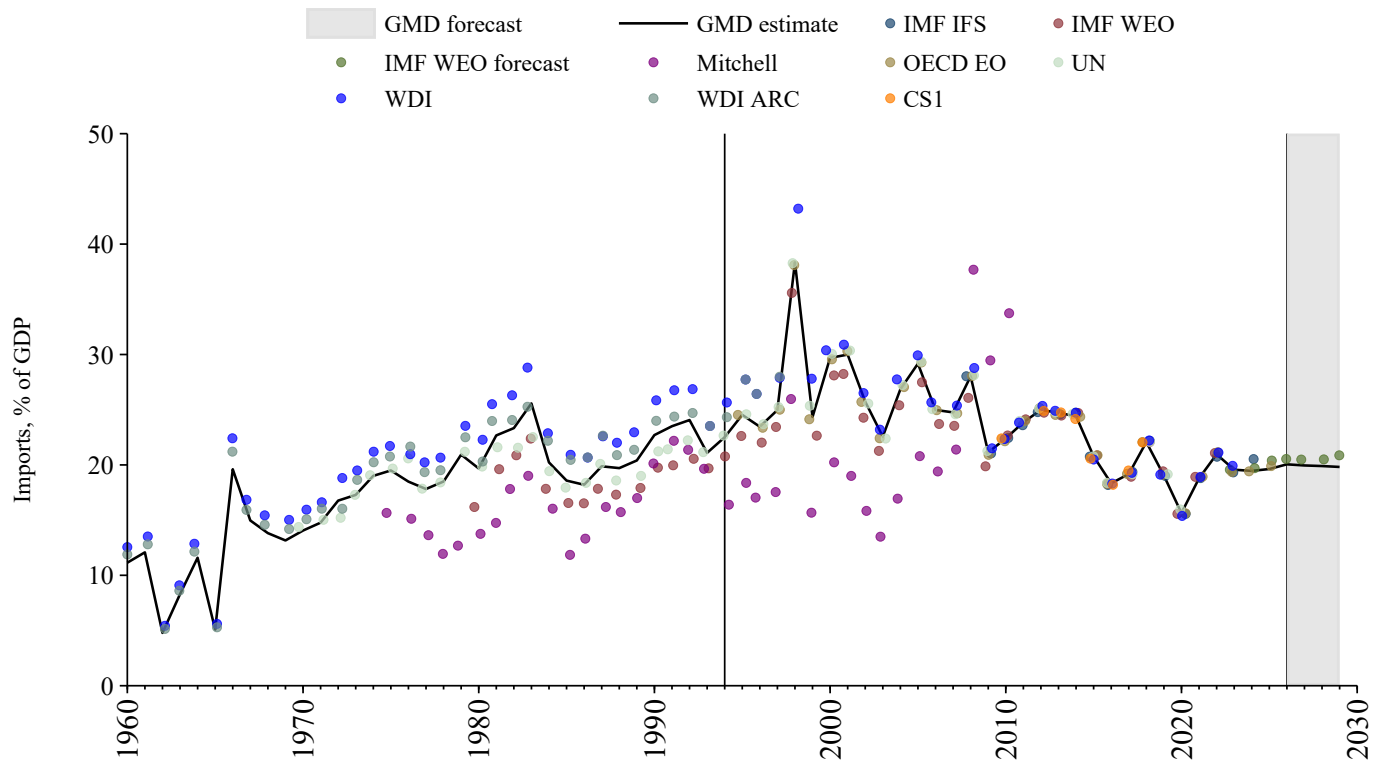 GMD forecast GMD estimate IMF IFS IMF WEO
IMF WEO forecast Mitchell OECD EO UN
WDI WDI ARC CS1
Imports, % of GDP
50
40
30
20
10
0
1960 1970 1980 1990 2000 2010 2020 2030